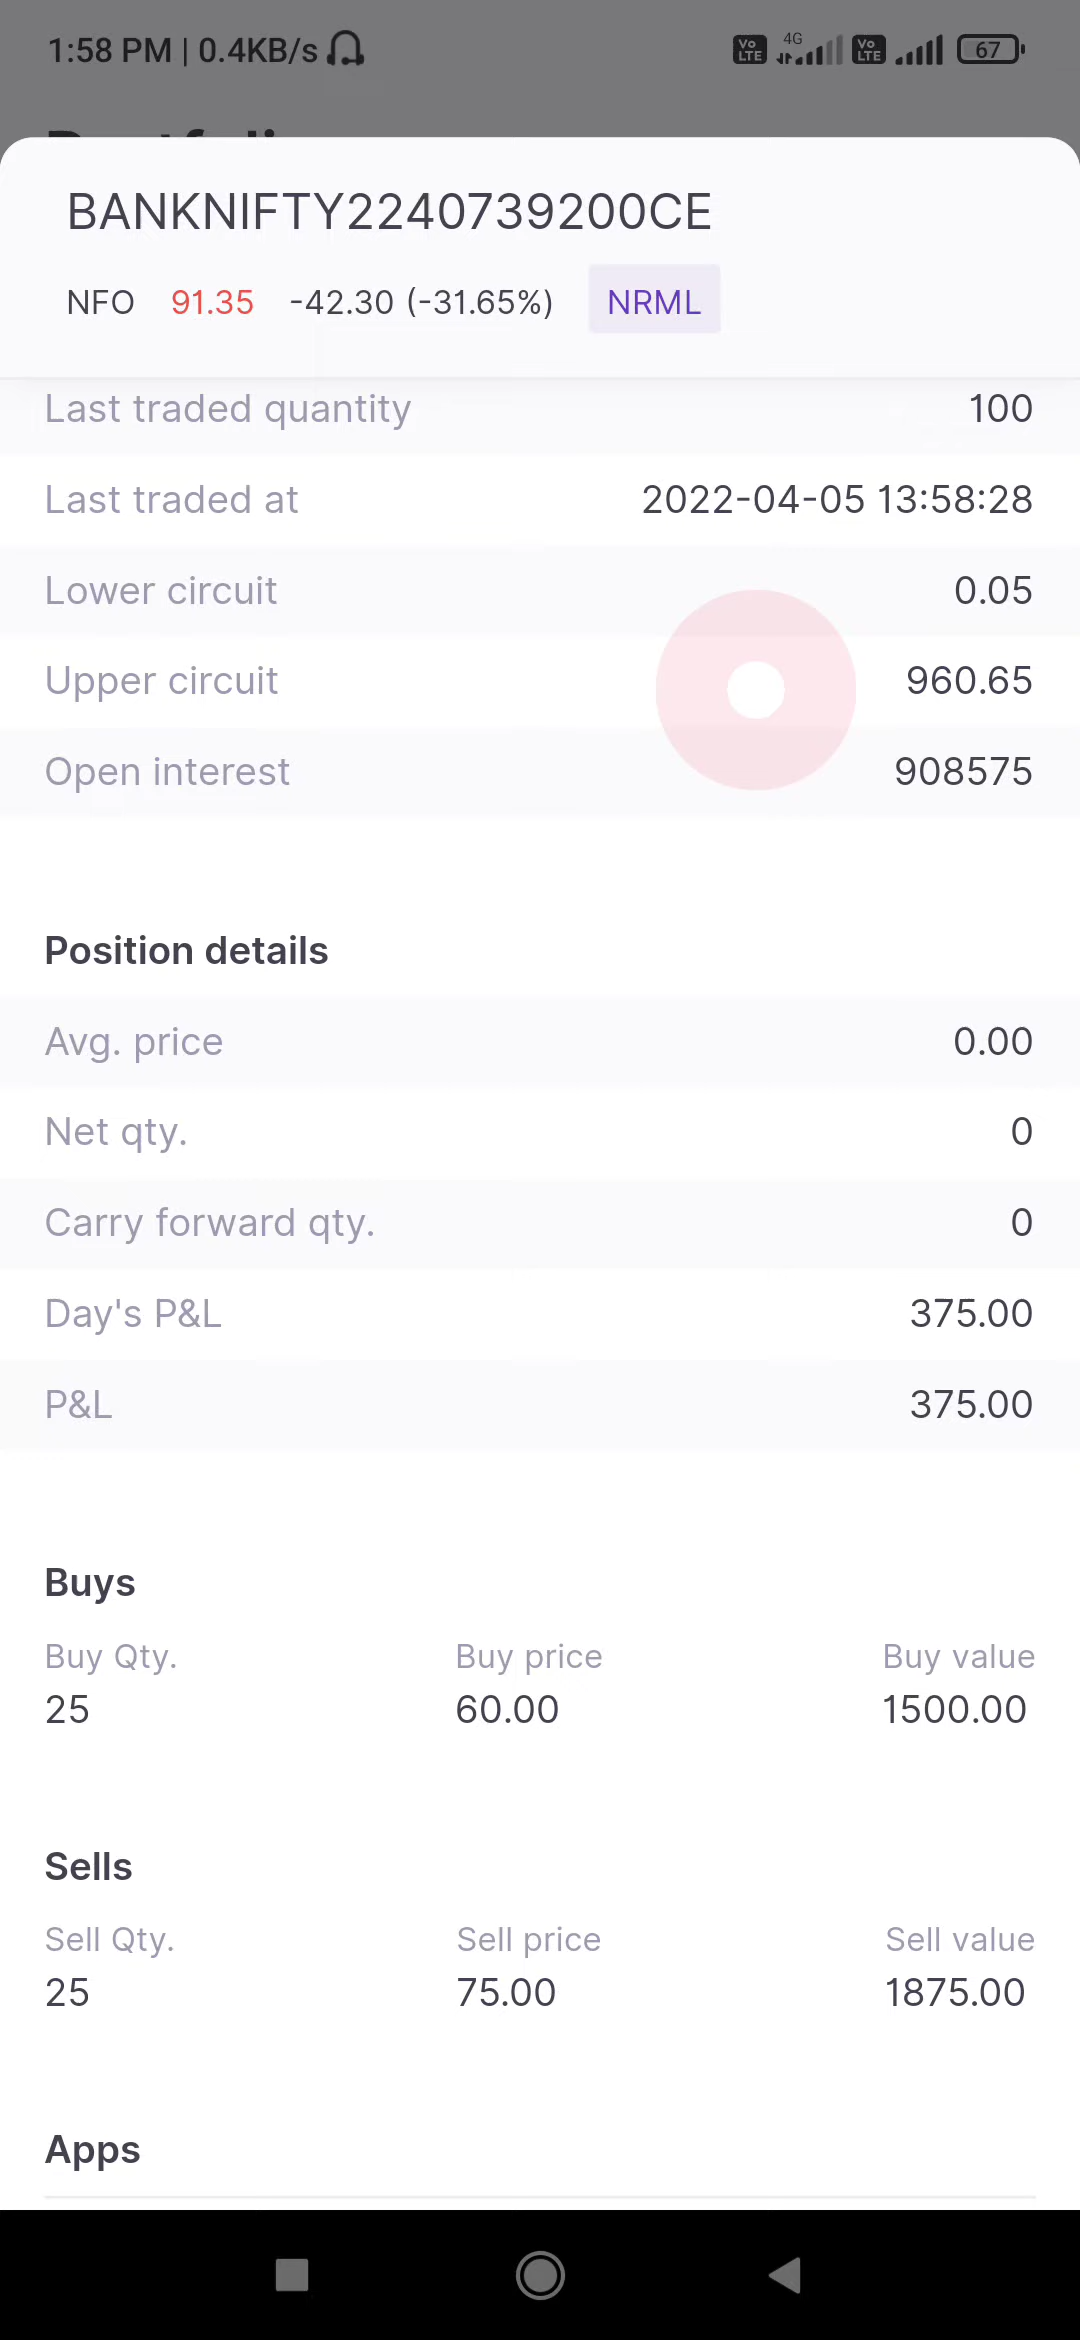 1:58 PM | 0.4KB/s
Vo LTE 4G Vo LTE 67
BANKNIFTY2240739200CE
NFO 91.35 -42.30 (-31.65%) NRML
Last traded quantity 100
Last traded at 2022-04-05 13:58:28
Lower circuit 0.05
Upper circuit 960.65
Open interest 908575
Position details
Avg. price 0.00
Net qty. 0
Carry forward qty. 0
Day's P&L 375.00
P&L 375.00
Buys
Buy Qty. Buy price Buy value
25 60.00 1500.00
Sells
Sell Qty. Sell price Sell value
25 75.00 1875.00
Apps